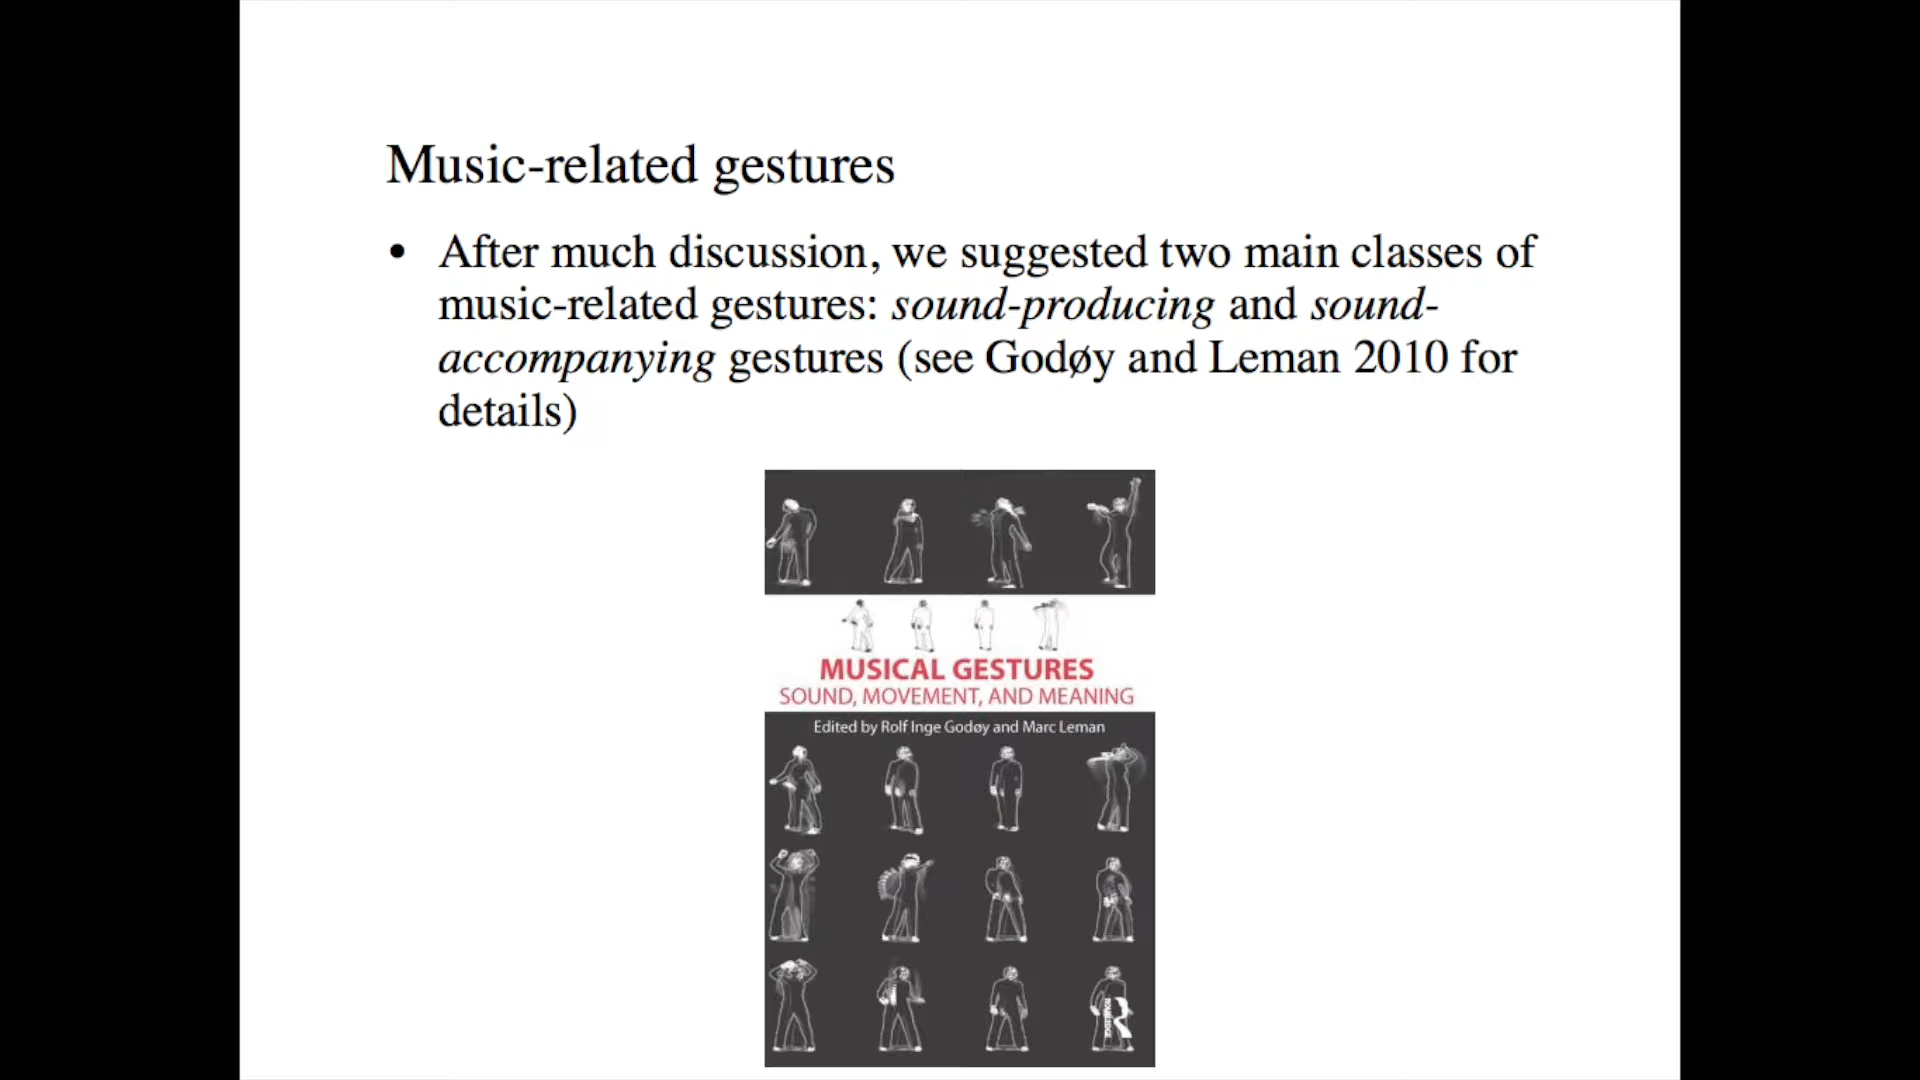 Music-related gestures
• After much discussion, we suggested two main classes of
music-related gestures: sound-producing and sound-
accompanying gestures (see Godøy and Leman 2010 for
details)
MUSICAL GESTURES
SOUND, MOVEMENT, AND MEANING
Edited by Rolf Inge Godøy and Marc Leman
ROUTLEDGE